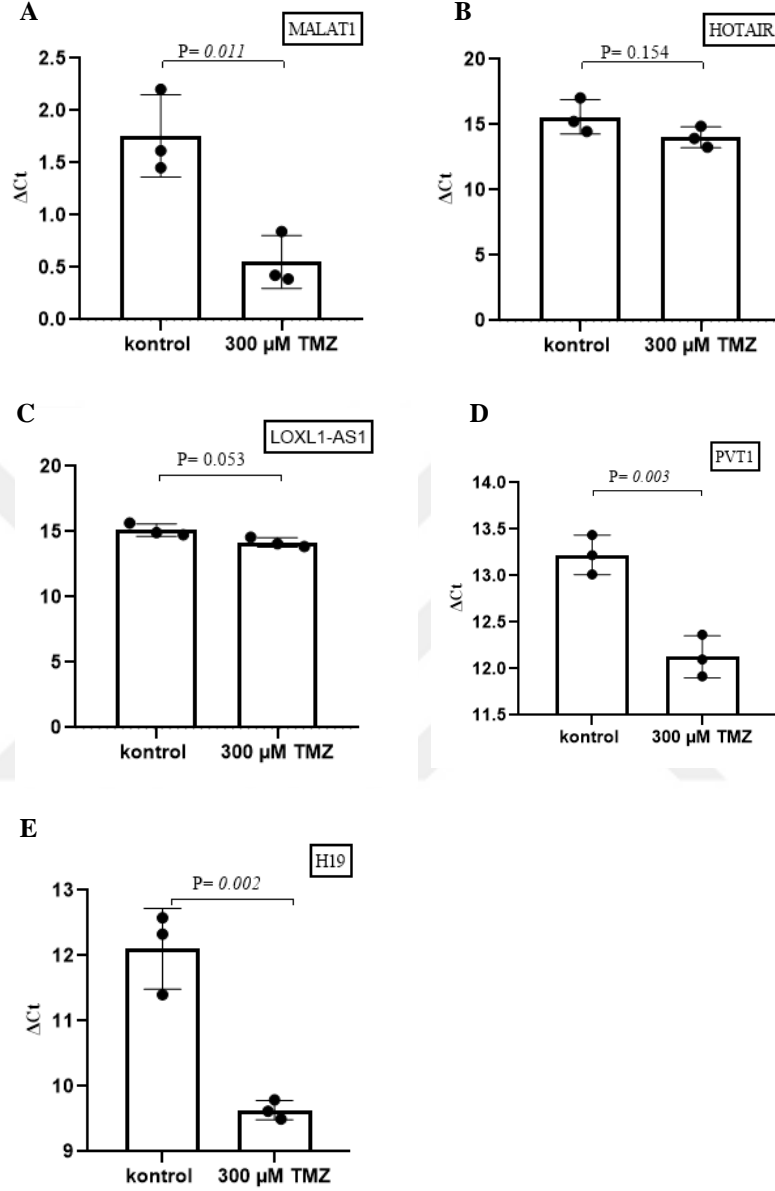 A
MALAT1
P= 0.011
2.5
2.0
1.5
1.0
0.5
0.0
ΔCt
kontrol
300 µM TMZ
B
HOTAIR
P= 0.154
20
15
10
5
0
ΔCt
kontrol
300 µM TMZ
C
LOXL1-AS1
P= 0.053
20
15
10
5
0
kontrol
300 µM TMZ
D
PVT1
P= 0.003
14.0
13.5
13.0
12.5
12.0
11.5
ΔCt
kontrol
300 µM TMZ
E
H19
P= 0.002
13
12
11
10
9
ΔCt
kontrol
300 µM TMZ